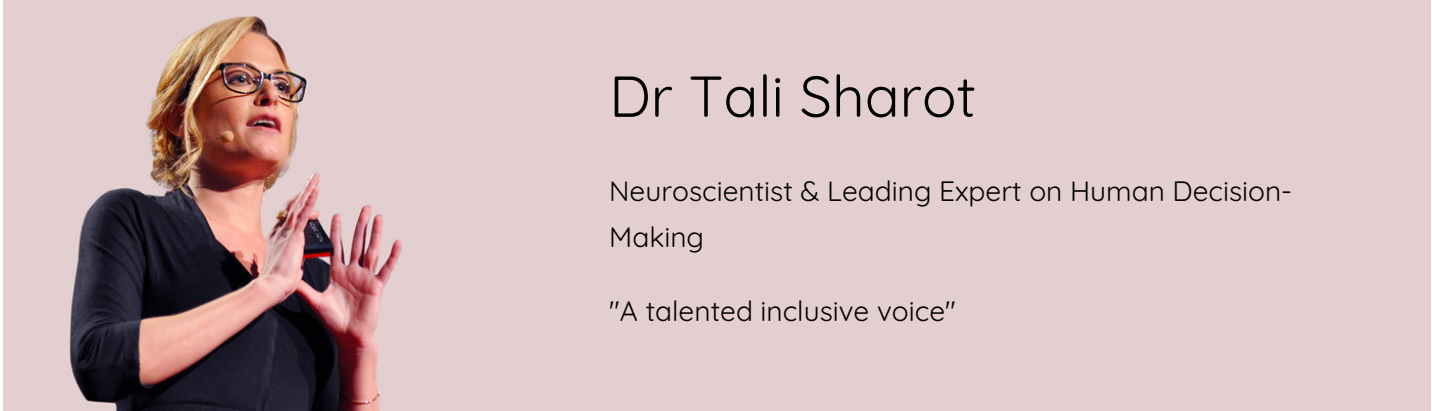 Dr Tali Sharot
Neuroscientist & Leading Expert on Human Decision-
Making
"A talented inclusive voice"